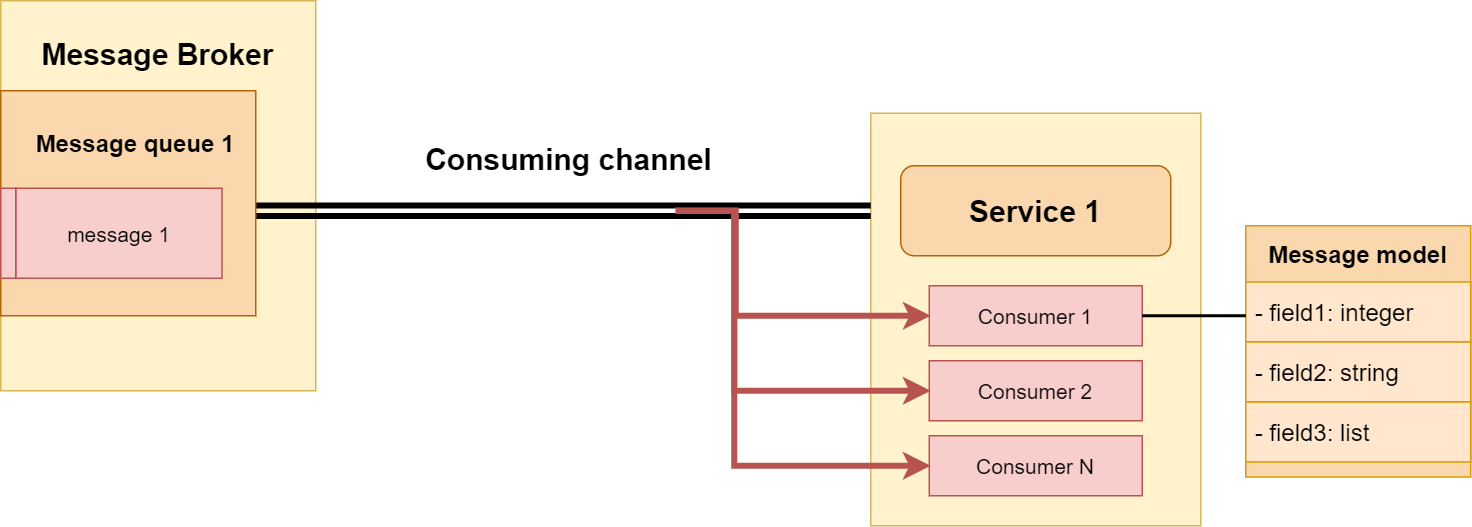 Message Broker
Message queue 1
message 1
Consuming channel
Service 1
Consumer 1
Consumer 2
Consumer N
Message model
- field1: integer
- field2: string
- field3: list